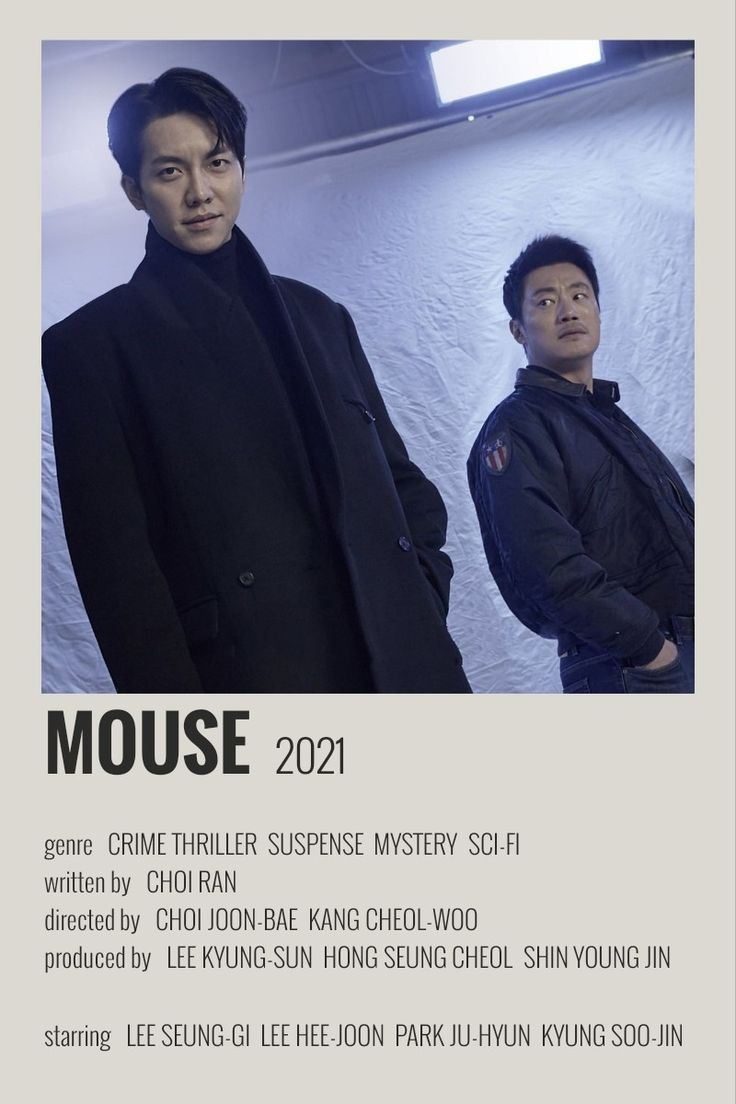 MOUSE 2021
genre CRIME THRILLER SUSPENSE MYSTERY SCI-FI
written by CHOI RAN
directed by CHOI JOON-BAE KANG CHEOL-WOO
produced by LEE KYUNG-SUN HONG SEUNG CHEOL SHIN YOUNG JIN
starring LEE SEUNG-GI LEE HEE-JOON PARK JU-HYUN KYUNG SOO-JIN